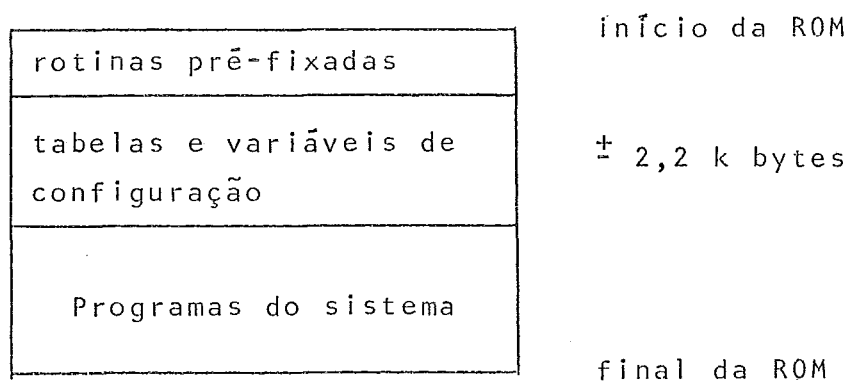 início da ROM
rotinas pré-fixadas
tabelas e variáveis de
configuração
± 2,2 k bytes
Programas do sistema
final da ROM